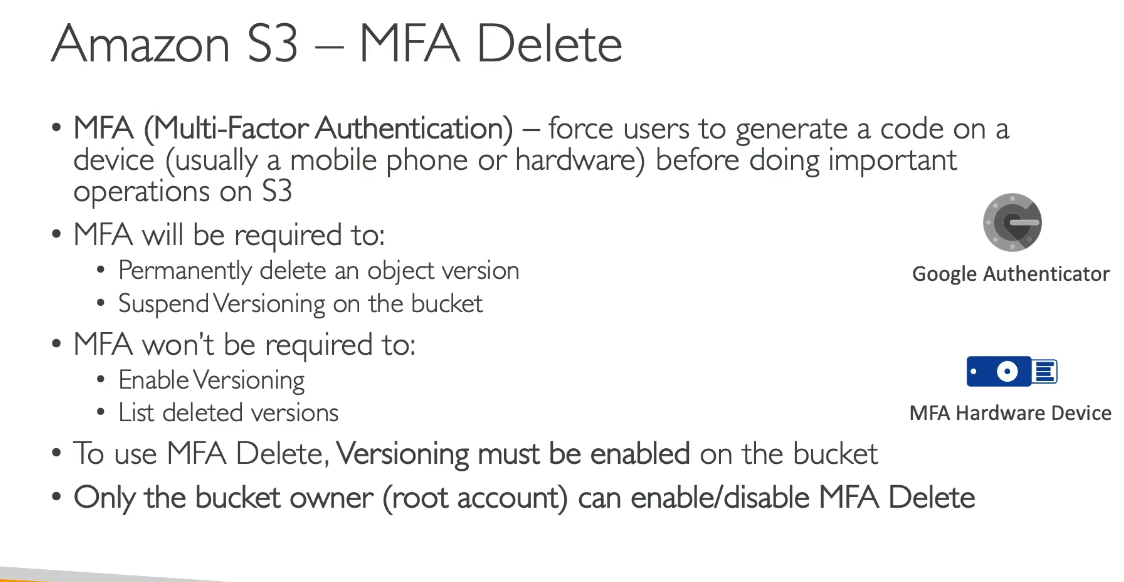 Amazon S3 – MFA Delete
• MFA (Multi-Factor Authentication) – force users to generate a code on a
device (usually a mobile phone or hardware) before doing important
operations on S3
• MFA will be required to:
• Permanently delete an object version
• Suspend Versioning on the bucket
• MFA won’t be required to:
• Enable Versioning
• List deleted versions
• To use MFA Delete, Versioning must be enabled on the bucket
• Only the bucket owner (root account) can enable/disable MFA Delete
Google Authenticator
MFA Hardware Device